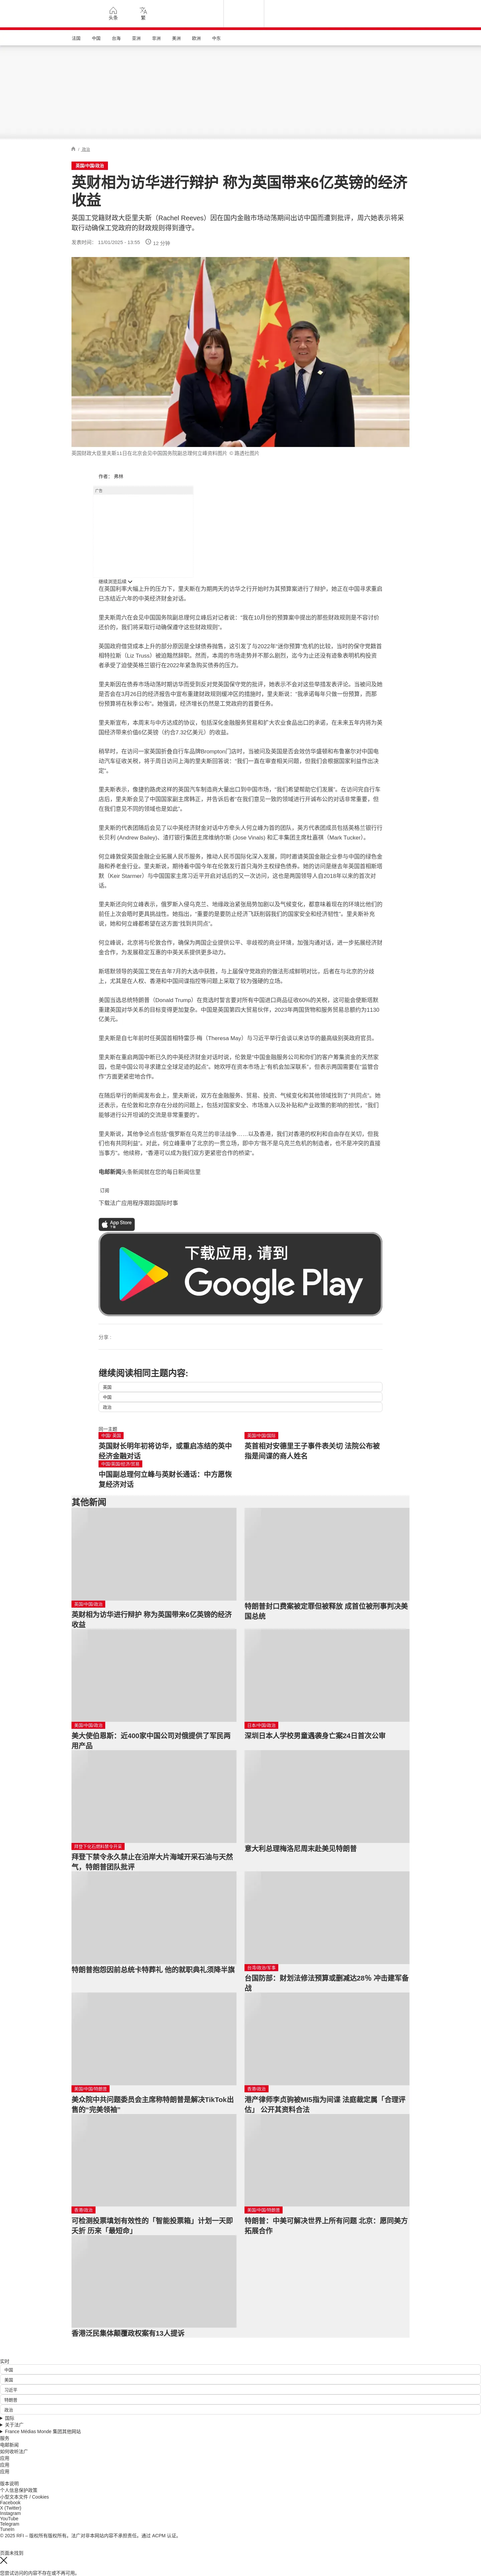 头条
繁
法国 中国 台海 亚洲 非洲 美洲 欧洲 中东
/ 政治
英国/中国/政治
英财相为访华进行辩护 称为英国带来6亿英镑的经济收益
英国工党籍财政大臣里夫斯（Rachel Reeves）因在国内金融市场动荡期间出访中国而遭到批评，周六她表示将采取行动确保工党政府的财政规则得到遵守。
发表时间： 11/01/2025 - 13:55 12 分钟
英国财政大臣里夫斯11日在北京会见中国国务院副总理何立峰资料图片 © 路透社图片
作者： 弗林
广告
继续浏览后续
在英国利率大幅上升的压力下，里夫斯在为期两天的访华之行开始时为其预算案进行了辩护，她正在中国寻求重启已冻结近六年的中英经济财金对话。
里夫斯周六在会见中国国务院副总理何立峰后对记者说：“我在10月份的预算案中提出的那些财政规则是不容讨价还价的。我们将采取行动确保遵守这些财政规则”。
英国政府借贷成本上升的部分原因是全球债券抛售，这引发了与2022年“迷你预算”危机的比较，当时的保守党籍首相特拉斯（Liz Truss）被迫黯然辞职。然而，本周的市场走势并不那么剧烈，迄今为止还没有迹象表明机构投资者承受了迫使英格兰银行在2022年紧急购买债券的压力。
里夫斯因在债券市场动荡时期访华而受到反对党英国保守党的批评，她表示不会对这些举措发表评论。当被问及她是否会在3月26日的经济报告中宣布重建财政规则缓冲区的措施时，里夫斯说：“我承诺每年只做一份预算，而那份预算将在秋季公布”。她强调，经济增长仍然是工党政府的首要任务。
里夫斯宣布，本周末与中方达成的协议，包括深化金融服务贸易和扩大农业食品出口的承诺，在未来五年内将为英国经济带来价值6亿英镑（约合7.32亿美元）的收益。
稍早时，在访问一家英国折叠自行车品牌Brompton门店时，当被问及英国是否会效仿华盛顿和布鲁塞尔对中国电动汽车征收关税，将于周日访问上海的里夫斯回答说：“我们一直在审查相关问题，但我们会根据国家利益作出决定”。
里夫斯表示，像捷豹路虎这样的英国汽车制造商大量出口到中国市场，“我们希望帮助它们发展”。在访问完自行车店后，里夫斯会见了中国国家副主席韩正，并告诉后者“在我们意见一致的领域进行开诚布公的对话非常重要，但在我们意见不同的领域也是如此”。
里夫斯的代表团随后会见了以中英经济财金对话中方牵头人何立峰为首的团队，英方代表团成员包括英格兰银行行长贝利 (Andrew Bailey)、渣打银行集团主席维纳尔斯 (Jose Vinals) 和汇丰集团主席杜嘉祺（Mark Tucker）。
何立峰敦促英国金融企业拓展人民币服务，推动人民币国际化深入发展，同时邀请英国金融企业参与中国的绿色金融和养老金行业。里夫斯说，期待着中国今年在伦敦发行首只海外主权绿色债券。她的访问是继去年英国首相斯塔默（Keir Starmer）与中国国家主席习近平开启对话后的又一次访问，这也是两国领导人自2018年以来的首次对话。
里夫斯还向何立峰表示，俄罗斯人侵乌克兰、地缘政治紧张局势加剧以及气候变化，都意味着现在的环境比他们的前任上次会晤时更具挑战性。她指出，“重要的是要防止经济飞跃削弱我们的国家安全和经济韧性”。里夫斯补充说，她和何立峰都希望在这方面“找到共同点”。
何立峰说，北京将与伦敦合作，确保为两国企业提供公平、非歧视的商业环境，加强沟通对话，进一步拓展经济财金合作，为发展稳定互惠的中英关系提供更多动力。
斯塔默领导的英国工党在去年7月的大选中获胜，与上届保守党政府的做法形成鲜明对比，后者在与北京的分歧上，尤其是在人权、香港和中国间谍指控等问题上采取了较为强硬的立场。
美国当选总统特朗普（Donald Trump）在竞选时誓言要对所有中国进口商品征收60%的关税，这可能会使斯塔默重建英国对华关系的目标变得更加复杂。中国是英国第四大贸易伙伴，2023年两国货物和服务贸易总额约为1130亿美元。
里夫斯是自七年前时任英国首相特雷莎·梅（Theresa May）与习近平举行会谈以来访华的最高级别英政府官员。
里夫斯在重启两国中断已久的中英经济财金对话时说，伦敦是“中国金融服务公司和你们的客户筹集资金的天然家园，也是中国公司寻求建立全球足迹的起点”。她欢呼在资本市场上“有机会加深联系”，但表示两国需要在“监管合作”方面更紧密地合作。
在随后举行的新闻发布会上，里夫斯说，双方在金融服务、贸易、投资、气候变化和其他领域找到了“共同点”。她还表示，在伦敦和北京存在分歧的问题上，包括对国家安全、市场准入以及补贴和产业政策的影响的担忧，“我们能够进行公开坦诚的交流是非常重要的”。
里夫斯说，其他争论点包括“俄罗斯在乌克兰的非法战争……以及香港，我们对香港的权利和自由存在关切，但我们也有共同利益”。对此，何立峰重申了北京的一贯立场，即中方“既不是乌克兰危机的制造者，也不是冲突的直接当事方”。他续称，“香港可以成为我们双方更紧密合作的桥梁”。
电邮新闻头条新闻就在您的每日新闻信里
订阅
下载法广应用程序跟踪国际时事
App Store
下载应用，请到
Google Play
分享 :
继续阅读相同主题内容:
英国
中国
政治
同一主题
中国/ 英国
英国财长明年初将访华，或重启冻结的英中经济金融对话
英国/中国/国际
英首相对安德里王子事件表关切 法院公布被指是间谍的商人姓名
中国/英国/经济/贸易
中国副总理何立峰与英财长通话：中方愿恢复经济对话
其他新闻
英国/中国/政治
英财相为访华进行辩护 称为英国带来6亿英镑的经济收益
特朗普封口费案被定罪但被释放 成首位被刑事判决美国总统
美国/中国/政治
美大使伯恩斯：近400家中国公司对俄提供了军民两用产品
日本/中国/政治
深圳日本人学校男童遇袭身亡案24日首次公审
拜登下化石燃料禁令开采
拜登下禁令永久禁止在沿岸大片海域开采石油与天然气，特朗普团队批评
意大利总理梅洛尼周末赴美见特朗普
特朗普抱怨因前总统卡特葬礼 他的就职典礼须降半旗
台湾/政治/军事
台国防部：财划法修法预算或删减达28% 冲击建军备战
美国/中国/特朗普
美众院中共问题委员会主席称特朗普是解决TikTok出售的“完美领袖”
香港/政治
港产律师李贞驹被MI5指为间谍 法庭裁定属「合理评估」 公开其资料合法
香港/政治
可检测投票填划有效性的「智能投票箱」计划一天即夭折 历来「最短命」
美国/中国/特朗普
特朗普：中美可解决世界上所有问题 北京：愿同美方拓展合作
香港泛民集体颠覆政权案有13人提诉
实时
中国
美国
习近平
特朗普
政治
国际
关于法广
France Médias Monde 集团其他网站
服务
电邮新闻
如何收听法广
应用
应用
应用
版本说明
个人信息保护政策
小型文本文件 / Cookies
Facebook
X (Twitter)
Instagram
YouTube
Telegram
TuneIn
© 2025 RFI – 版权所有版权所有。法广对非本网站内容不承担责任。通过 ACPM 认证。
页面未找到
您尝试访问的内容不存在或不再可用。